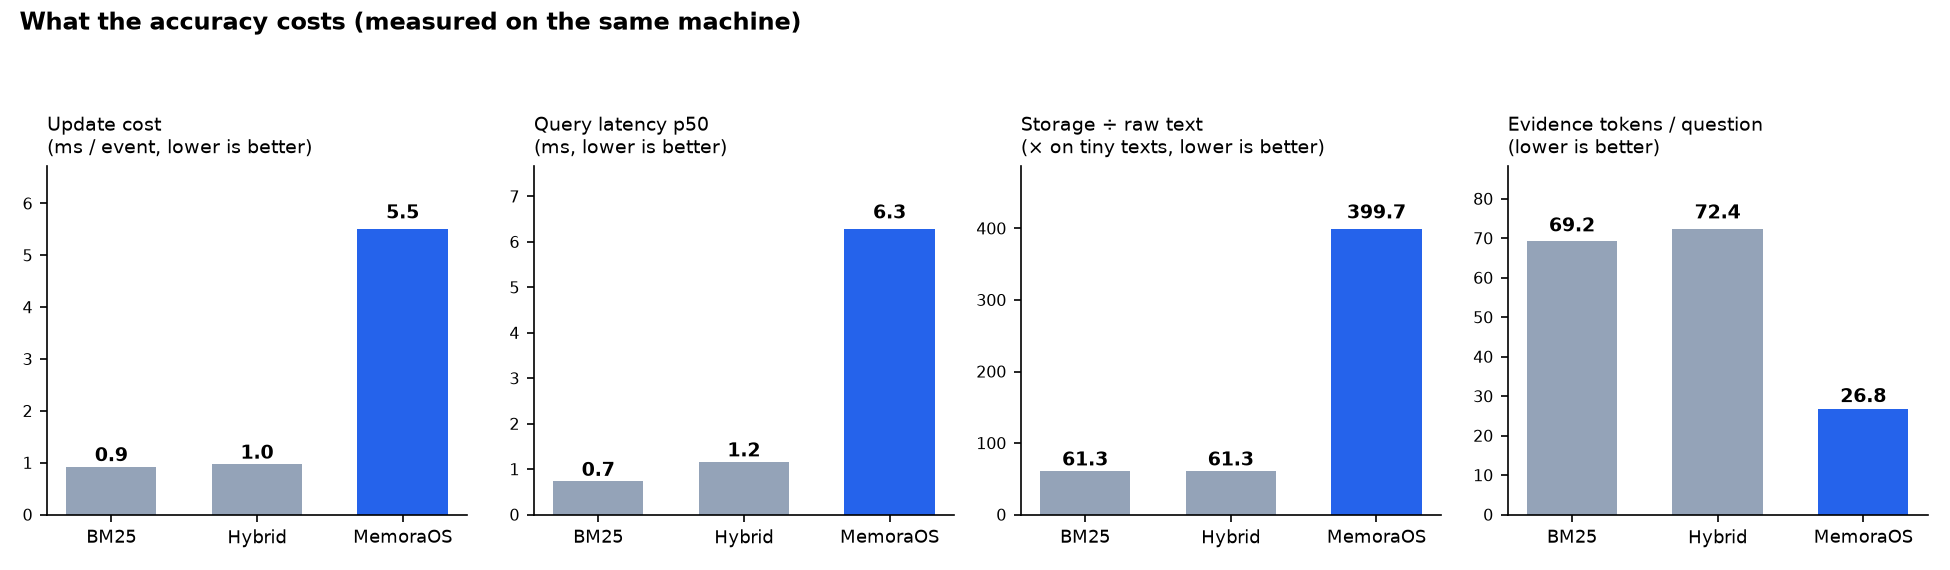 What the accuracy costs (measured on the same machine)
Update cost
(ms / event, lower is better)
6
5
4
3
2
1
0
0.9
1.0
5.5
BM25
Hybrid
MemoraOS
Query latency p50
(ms, lower is better)
7
6
5
4
3
2
1
0
0.7
1.2
6.3
BM25
Hybrid
MemoraOS
Storage ÷ raw text
(× on tiny texts, lower is better)
400
300
200
100
0
61.3
61.3
399.7
BM25
Hybrid
MemoraOS
Evidence tokens / question
(lower is better)
80
70
60
50
40
30
20
10
0
69.2
72.4
26.8
BM25
Hybrid
MemoraOS